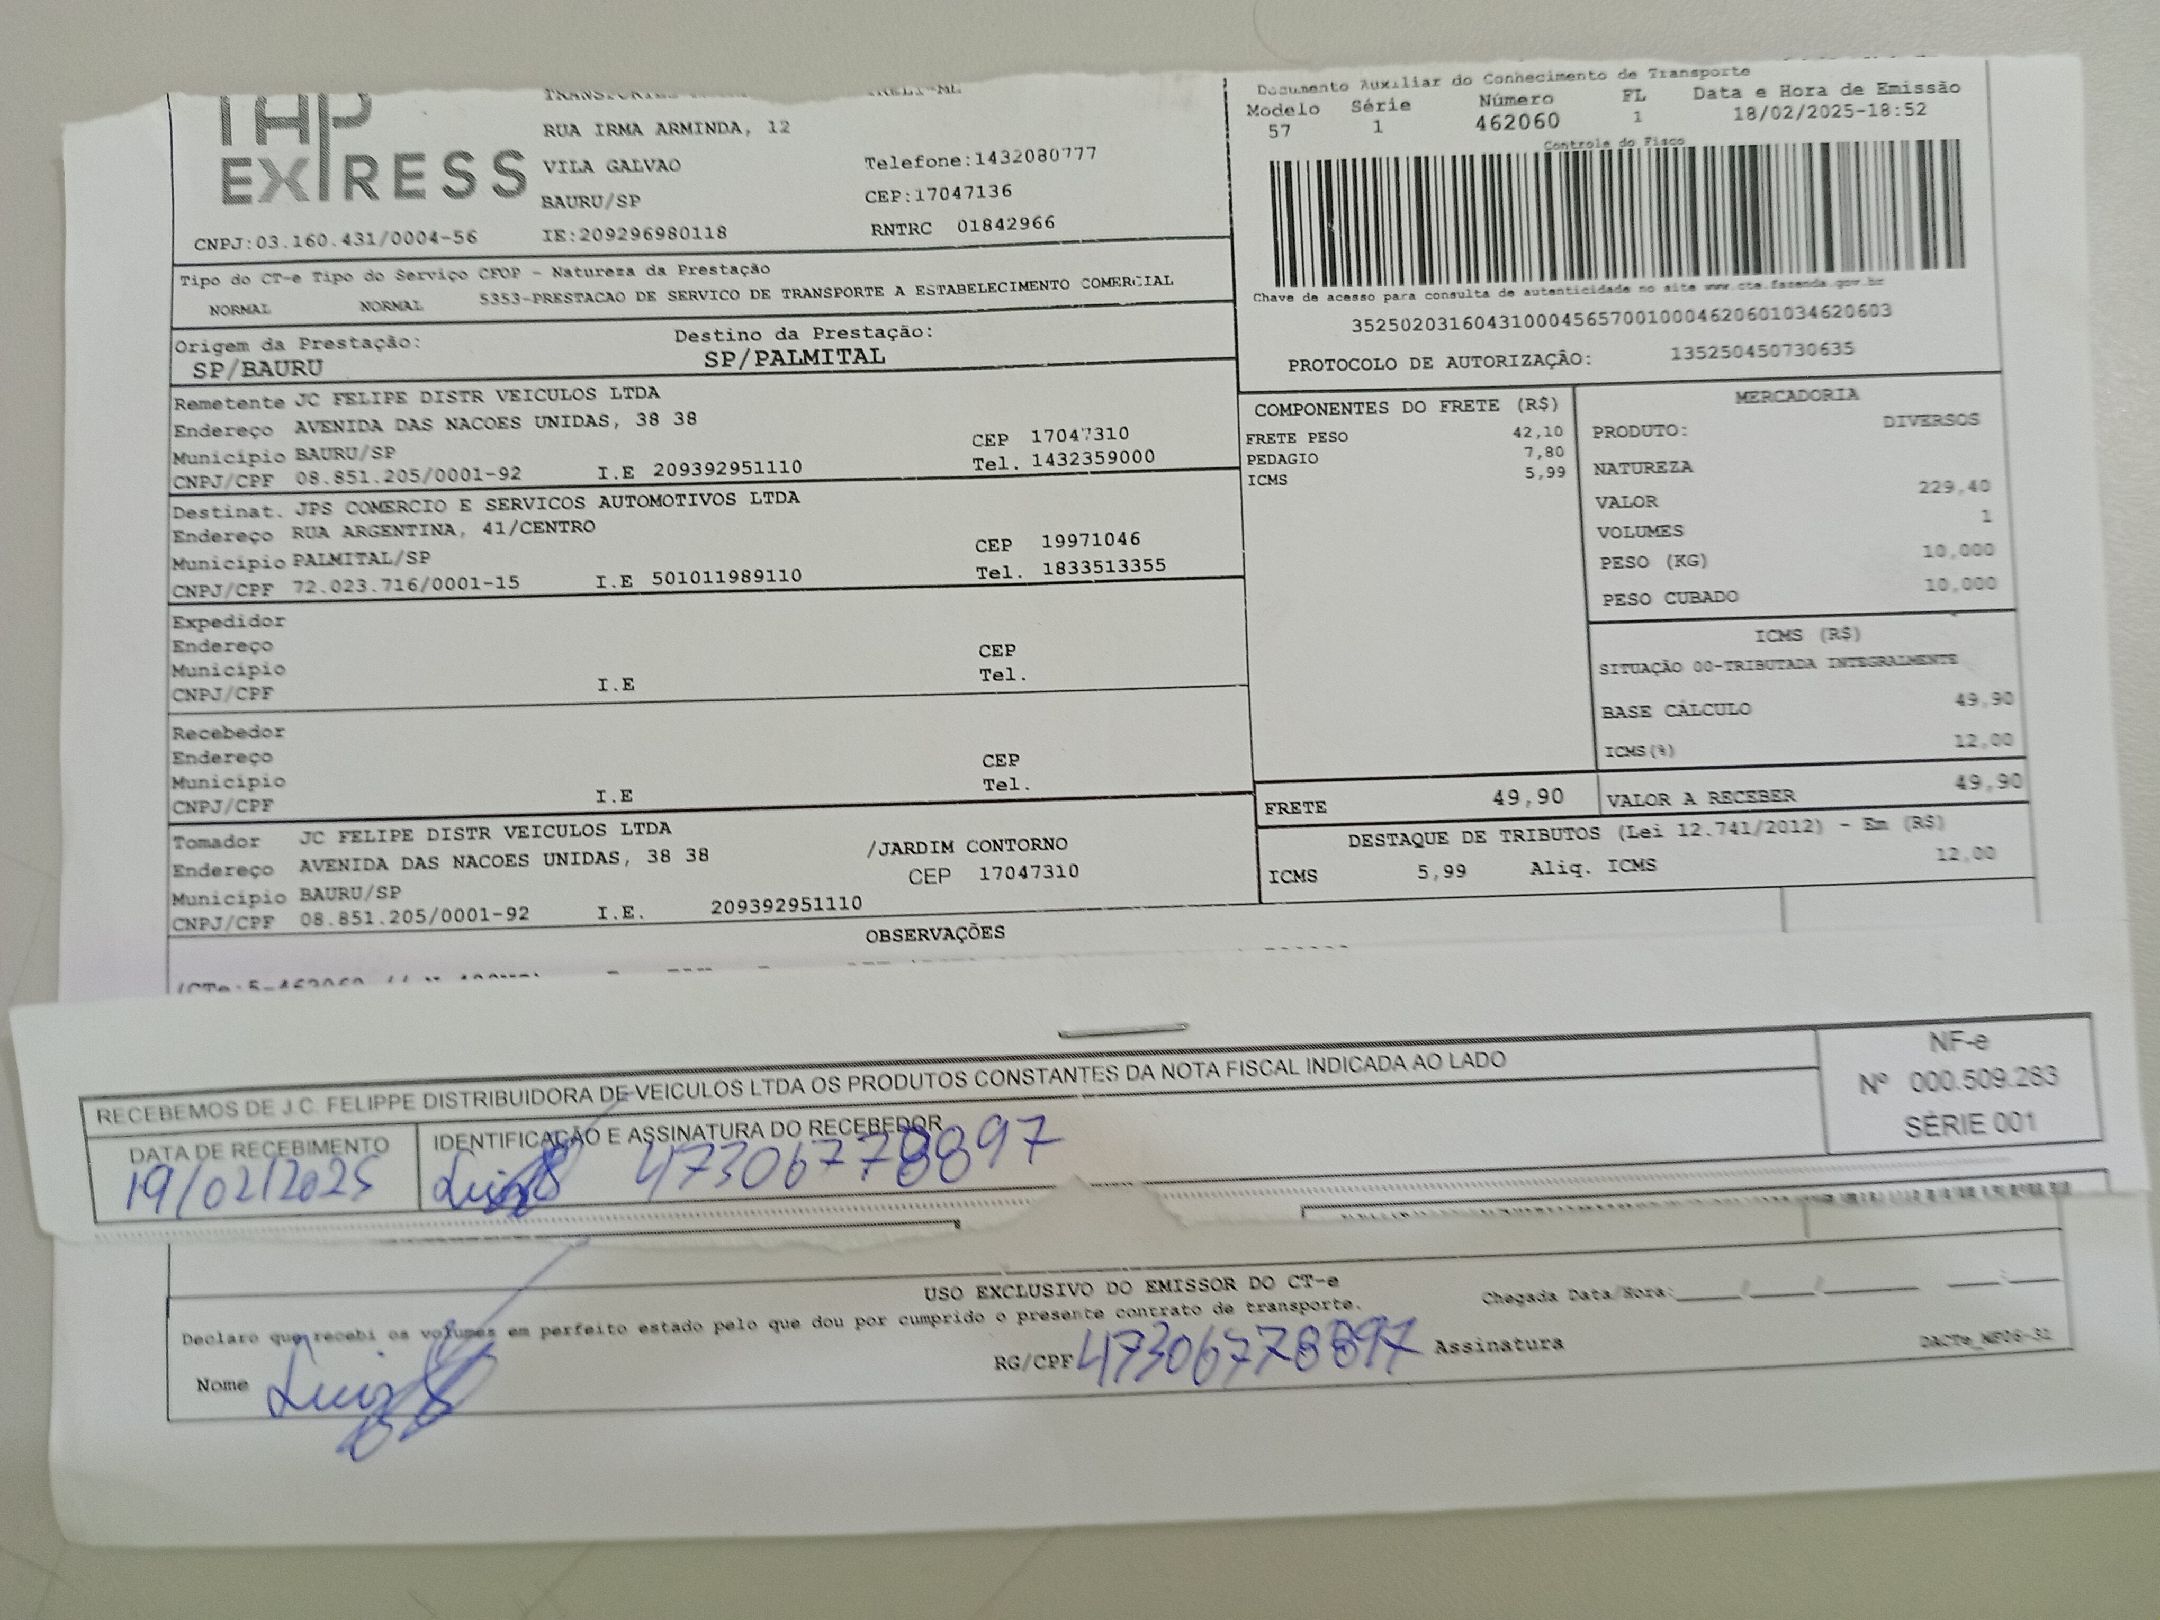 EXPRESS
RUA IRMA ARMINDA, 12
VILA GALVAO
Telefone:1432080777
BAURU/SP
CEP:17047136
CNPJ:03.160.431/0004-56
IE:209296980118
RNTRC 01842966
Documento Auxiliar do Conhecimento de Transporte
Modelo Série Número FL Data e Hora de Emissão
57 1 462060 1 18/02/2025-18:52
Controle do Fisco
Chave de acesso para consulta de autenticidade no site www.cte.fazenda.gov.br
35250203160431000456570010004620601034620603
PROTOCOLO DE AUTORIZAÇÃO: 135250450730635
Tipo do CT-e Tipo do Serviço CFOP - Natureza da Prestação
NORMAL NORMAL 5353-PRESTACAO DE SERVICO DE TRANSPORTE A ESTABELECIMENTO COMERCIAL
Origem da Prestação: Destino da Prestação:
SP/BAURU SP/PALMITAL
Remetente JC FELIPE DISTR VEICULOS LTDA
Endereço AVENIDA DAS NACOES UNIDAS, 38 38
Município BAURU/SP CEP 17047310
CNPJ/CPF 08.851.205/0001-92 I.E 209392951110 Tel. 1432359000
Destinat. JPS COMERCIO E SERVICOS AUTOMOTIVOS LTDA
Endereço RUA ARGENTINA, 41/CENTRO
Município PALMITAL/SP CEP 19971046
CNPJ/CPF 72.023.716/0001-15 I.E 501011989110 Tel. 1833513355
Expedidor
Endereço
Município CEP
CNPJ/CPF I.E Tel.
Recebedor
Endereço
Município CEP
CNPJ/CPF I.E Tel.
Tomador JC FELIPE DISTR VEICULOS LTDA
Endereço AVENIDA DAS NACOES UNIDAS, 38 38 /JARDIM CONTORNO
Município BAURU/SP CEP 17047310
CNPJ/CPF 08.851.205/0001-92 I.E. 209392951110
COMPONENTES DO FRETE (R$)
FRETE PESO 42,10
PEDAGIO 7,80
ICMS 5,99
MERCADORIA
PRODUTO: DIVERSOS
NATUREZA
VALOR 229,40
VOLUMES 1
PESO (KG) 10,000
PESO CUBADO 10,000
ICMS (R$)
SITUAÇÃO 00-TRIBUTADA INTEGRALMENTE
BASE CÁLCULO 49,90
ICMS(%) 12,00
FRETE 49,90 VALOR A RECEBER 49,90
DESTAQUE DE TRIBUTOS (Lei 12.741/2012) - Em (R$)
ICMS 5,99 Aliq. ICMS 12,00
OBSERVAÇÕES
RECEBEMOS DE J.C. FELIPPE DISTRIBUIDORA DE VEICULOS LTDA OS PRODUTOS CONSTANTES DA NOTA FISCAL INDICADA AO LADO
DATA DE RECEBIMENTO IDENTIFICAÇÃO E ASSINATURA DO RECEBEDOR
19/02/2025 Luiz 47306778897
NF-e
Nº 000.509.283
SÉRIE 001
USO EXCLUSIVO DO EMISSOR DO CT-e
Declaro que recebi os volumes em perfeito estado pelo que dou por cumprido o presente contrato de transporte.
Chegada Data/Hora:____/____/____ ___:___
Nome Luiz RG/CPF 47306778897 Assinatura
DACTe_NF06-31